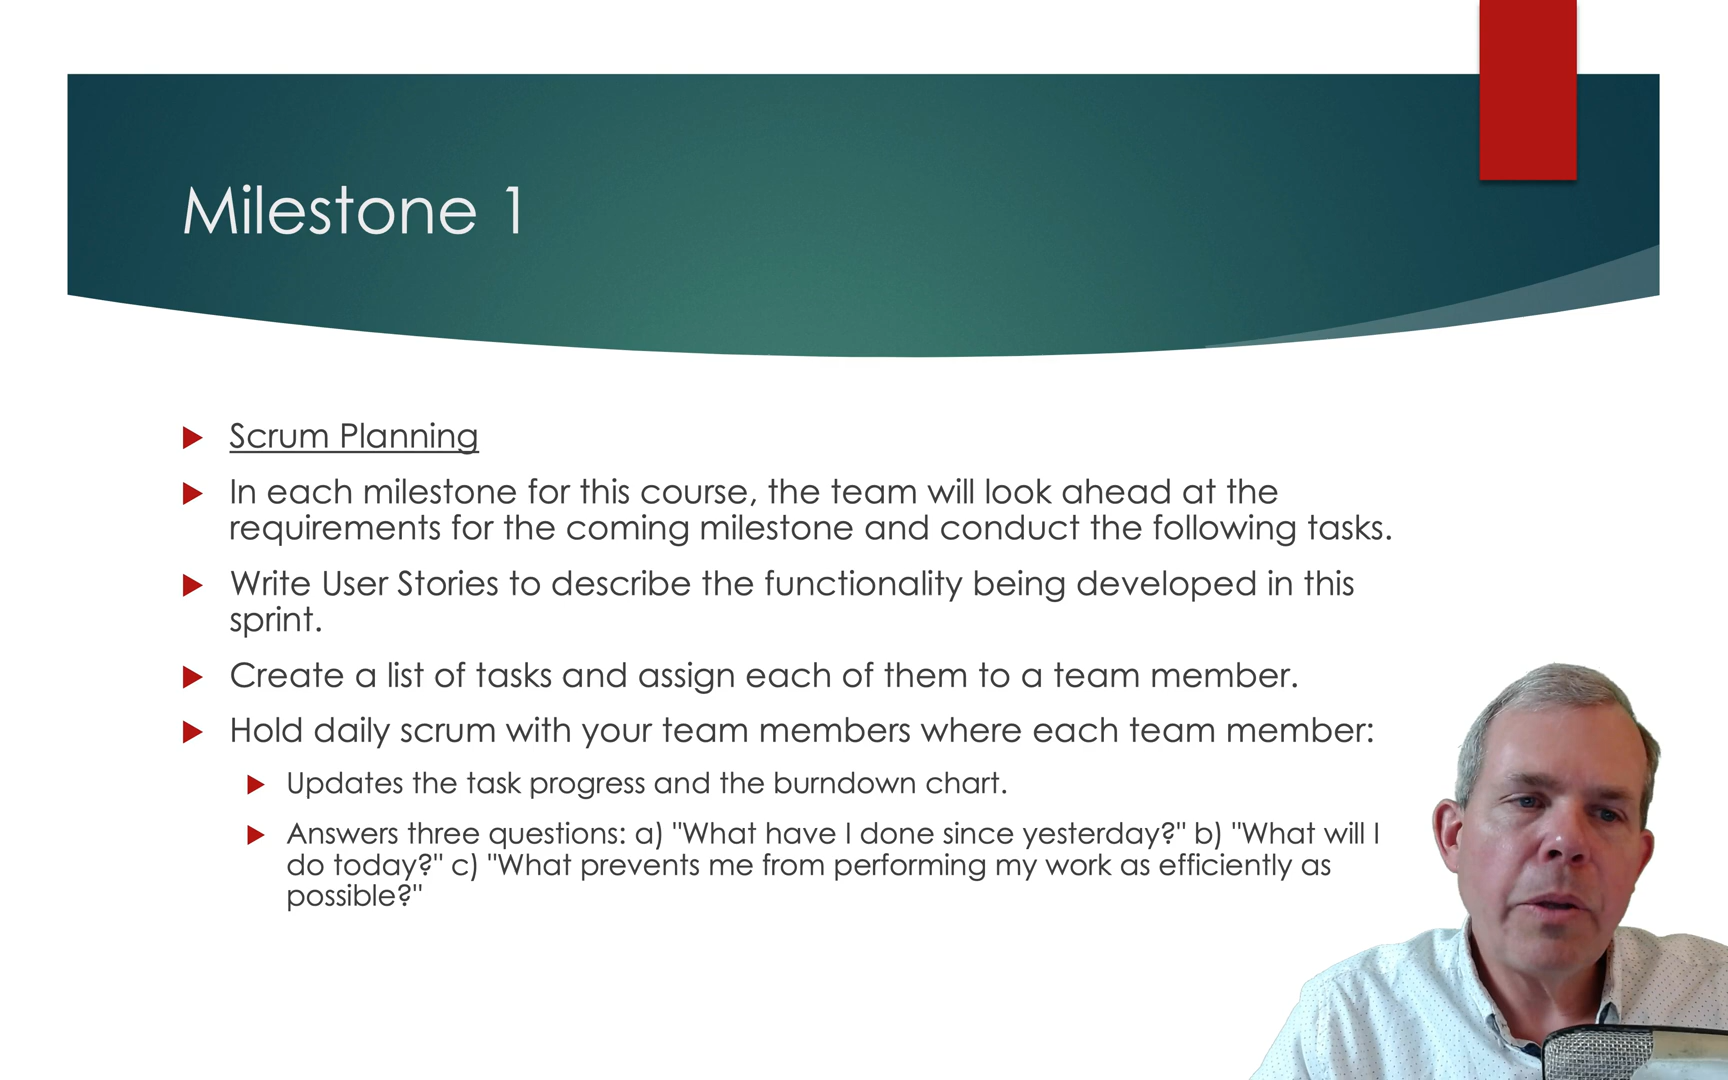 Milestone 1
Scrum Planning
In each milestone for this course, the team will look ahead at the
requirements for the coming milestone and conduct the following tasks.
Write User Stories to describe the functionality being developed in this
sprint.
Create a list of tasks and assign each of them to a team member.
Hold daily scrum with your team members where each team member:
Updates the task progress and the burndown chart.
Answers three questions: a) "What have I done since yesterday?" b) "What will I
do today?" c) "What prevents me from performing my work as efficiently as
possible?"